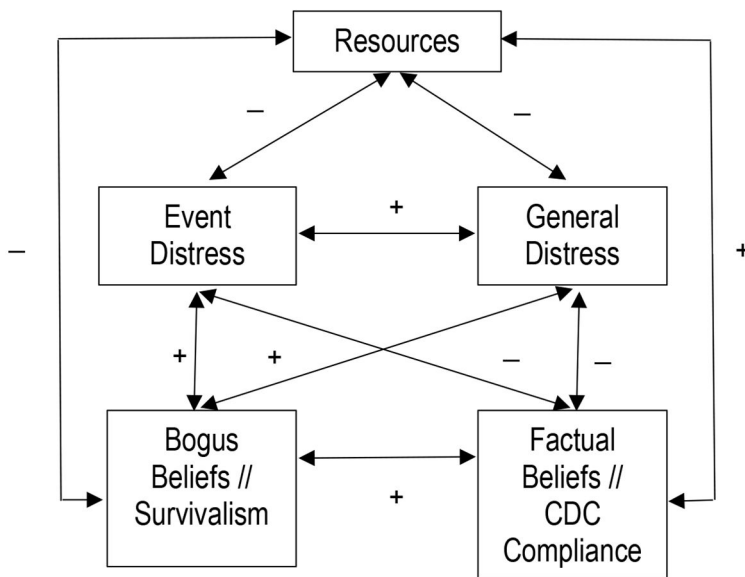 Resources
–
–
Event
Distress
+
General
Distress
–
+
+
+
–
–
Bogus
Beliefs //
Survivalism
+
Factual
Beliefs //
CDC
Compliance